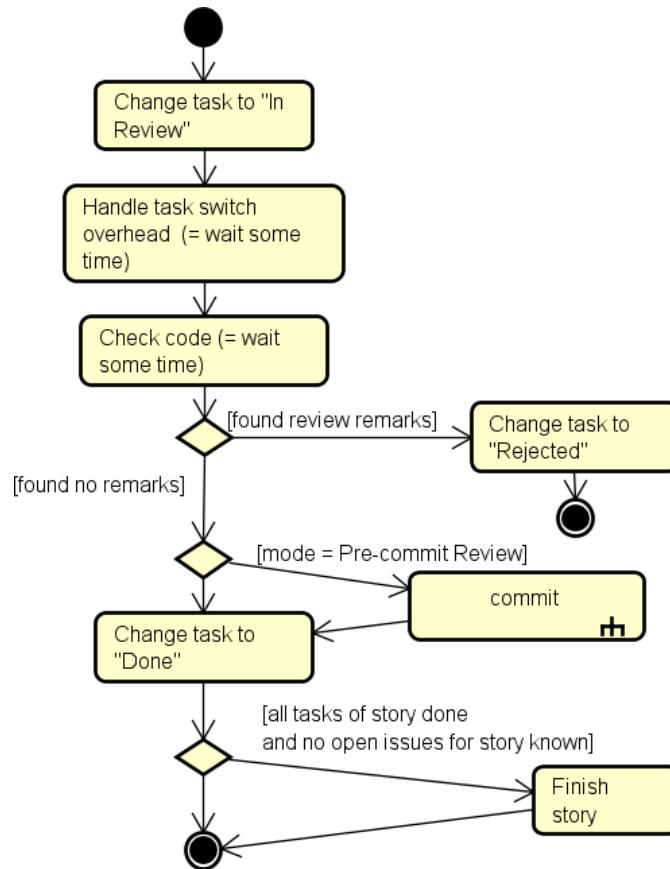 Change task to "In
Review"
Handle task switch
overhead  (= wait some
time)
Check code (= wait
some time)
[found review remarks]
Change task to
"Rejected"
[found no remarks]
[mode = Pre-commit Review]
commit
Change task to
"Done"
[all tasks of story done
and no open issues for story known]
Finish
story